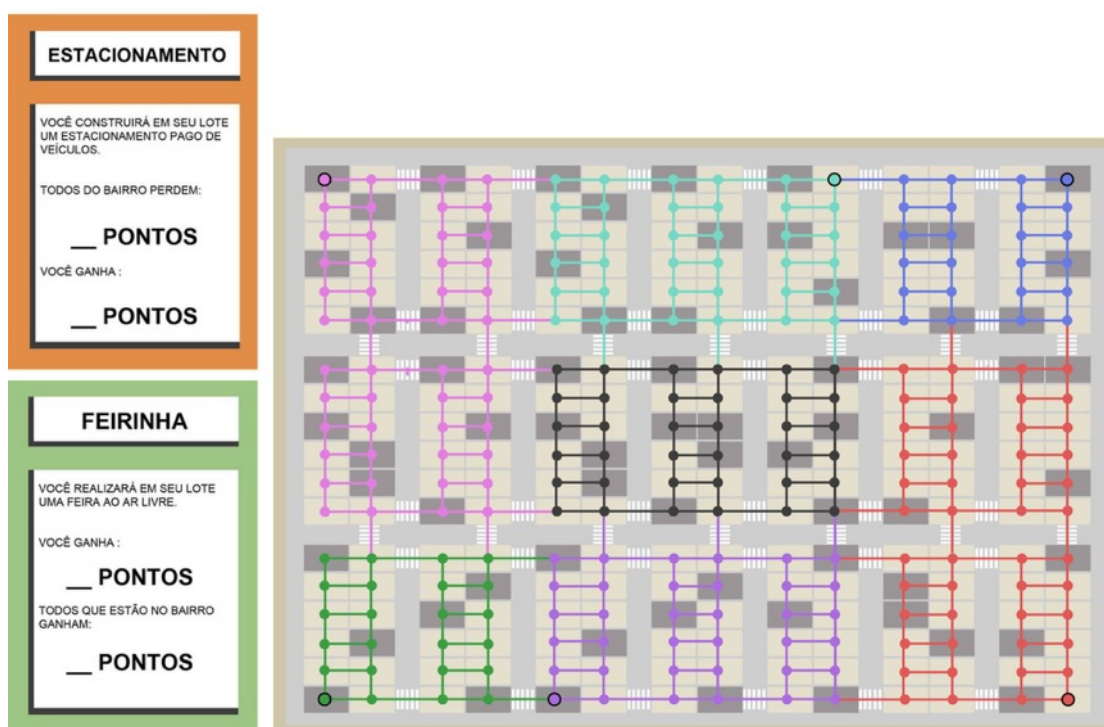 ESTACIONAMENTO
VOCÊ CONSTRUIRÁ EM SEU LOTE
UM ESTACIONAMENTO PAGO DE
VEÍCULOS.
TODOS DO BAIRRO PERDEM:
__ PONTOS
VOCÊ GANHA :
__ PONTOS
FEIRINHA
VOCÊ REALIZARÁ EM SEU LOTE
UMA FEIRA AO AR LIVRE.
VOCÊ GANHA :
__ PONTOS
TODOS QUE ESTÃO NO BAIRRO
GANHAM:
__ PONTOS